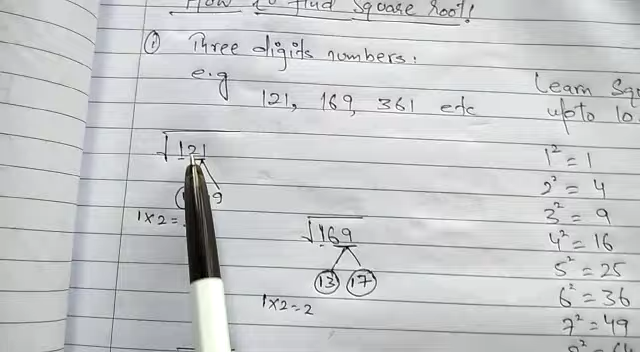 How to find Square root!
① Three digits numbers.
e.g
121, 169, 361 etc
Learn
upto 10.
√121
9
1×2=
√169
13 17
1×2=2
1²=1
2²=4
3²=9
4²=16
5²=25
6²=36
7²=49